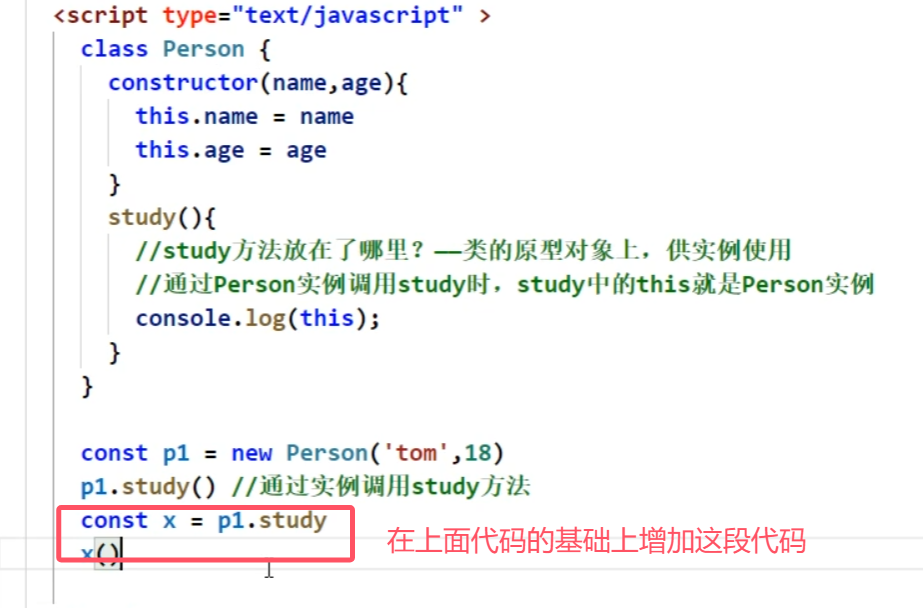 <script type="text/javascript" >
class Person {
constructor(name,age){
this.name = name
this.age = age
}
study(){
//study方法放在了哪里？——类的原型对象上，供实例使用
//通过Person实例调用study时，study中的this就是Person实例
console.log(this);
}
}
const p1 = new Person('tom',18)
p1.study() //通过实例调用study方法
const x = p1.study
x()
在上面代码的基础上增加这段代码